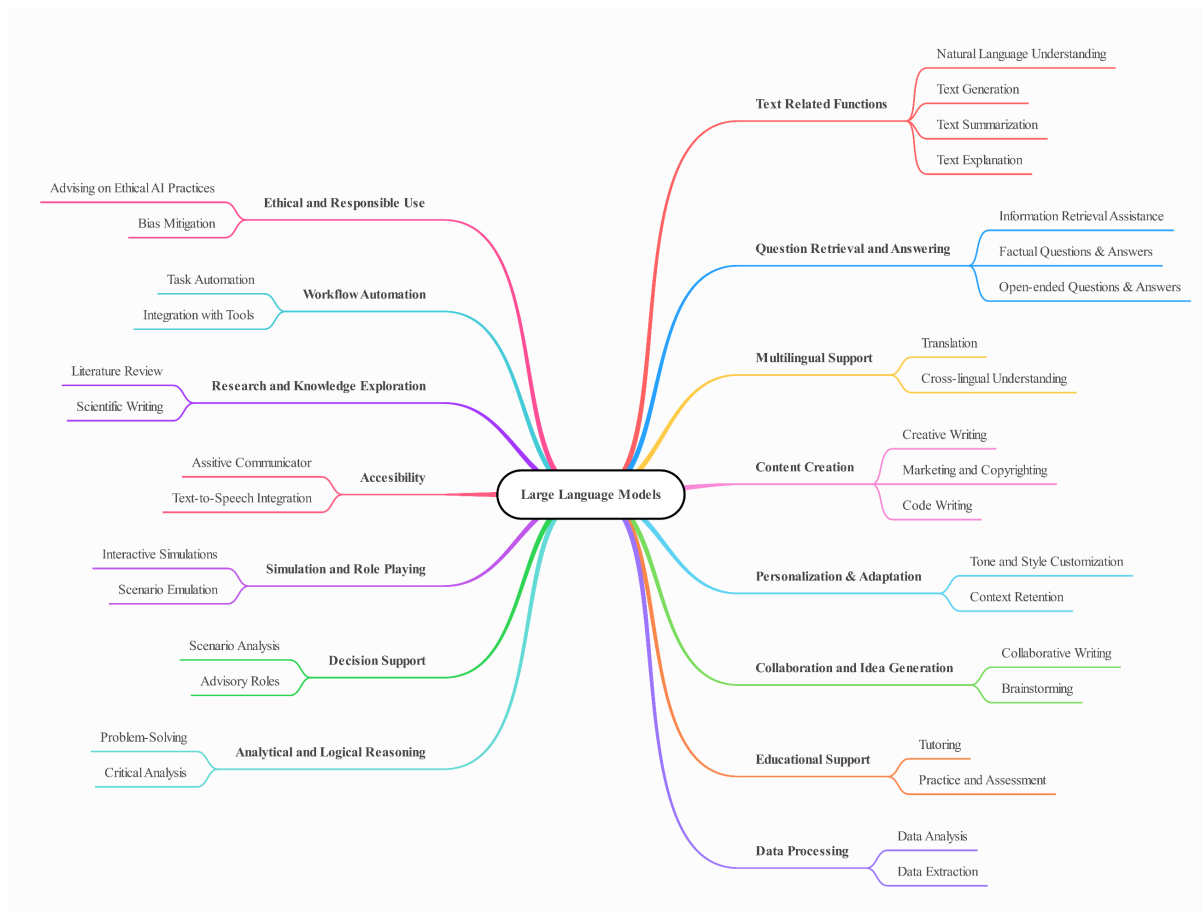 Large Language Models
Text Related Functions
Natural Language Understanding
Text Generation
Text Summarization
Text Explanation
Question Retrieval and Answering
Information Retrieval Assistance
Factual Questions & Answers
Open-ended Questions & Answers
Multilingual Support
Translation
Cross-lingual Understanding
Content Creation
Creative Writing
Marketing and Copyrighting
Code Writing
Personalization & Adaptation
Tone and Style Customization
Context Retention
Collaboration and Idea Generation
Collaborative Writing
Brainstorming
Educational Support
Tutoring
Practice and Assessment
Data Processing
Data Analysis
Data Extraction
Ethical and Responsible Use
Advising on Ethical AI Practices
Bias Mitigation
Workflow Automation
Task Automation
Integration with Tools
Research and Knowledge Exploration
Literature Review
Scientific Writing
Accesibility
Assitive Communicator
Text-to-Speech Integration
Simulation and Role Playing
Interactive Simulations
Scenario Emulation
Decision Support
Scenario Analysis
Advisory Roles
Analytical and Logical Reasoning
Problem-Solving
Critical Analysis